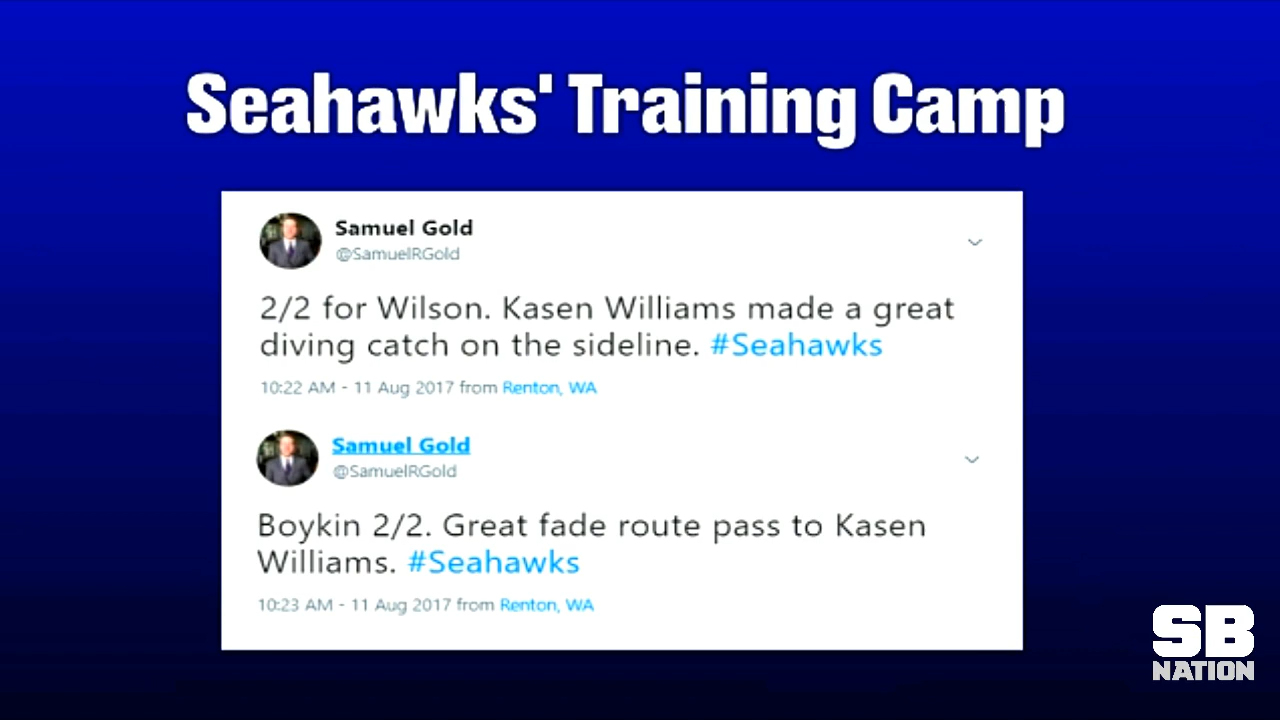 Seahawks' Training Camp
Samuel Gold
@SamuelRGold
2/2 for Wilson. Kasen Williams made a great
diving catch on the sideline. #Seahawks
10:22 AM - 11 Aug 2017 from Renton, WA
Samuel Gold
@SamuelRGold
Boykin 2/2. Great fade route pass to Kasen
Williams. #Seahawks
10:23 AM - 11 Aug 2017 from Renton, WA
SB
NATION